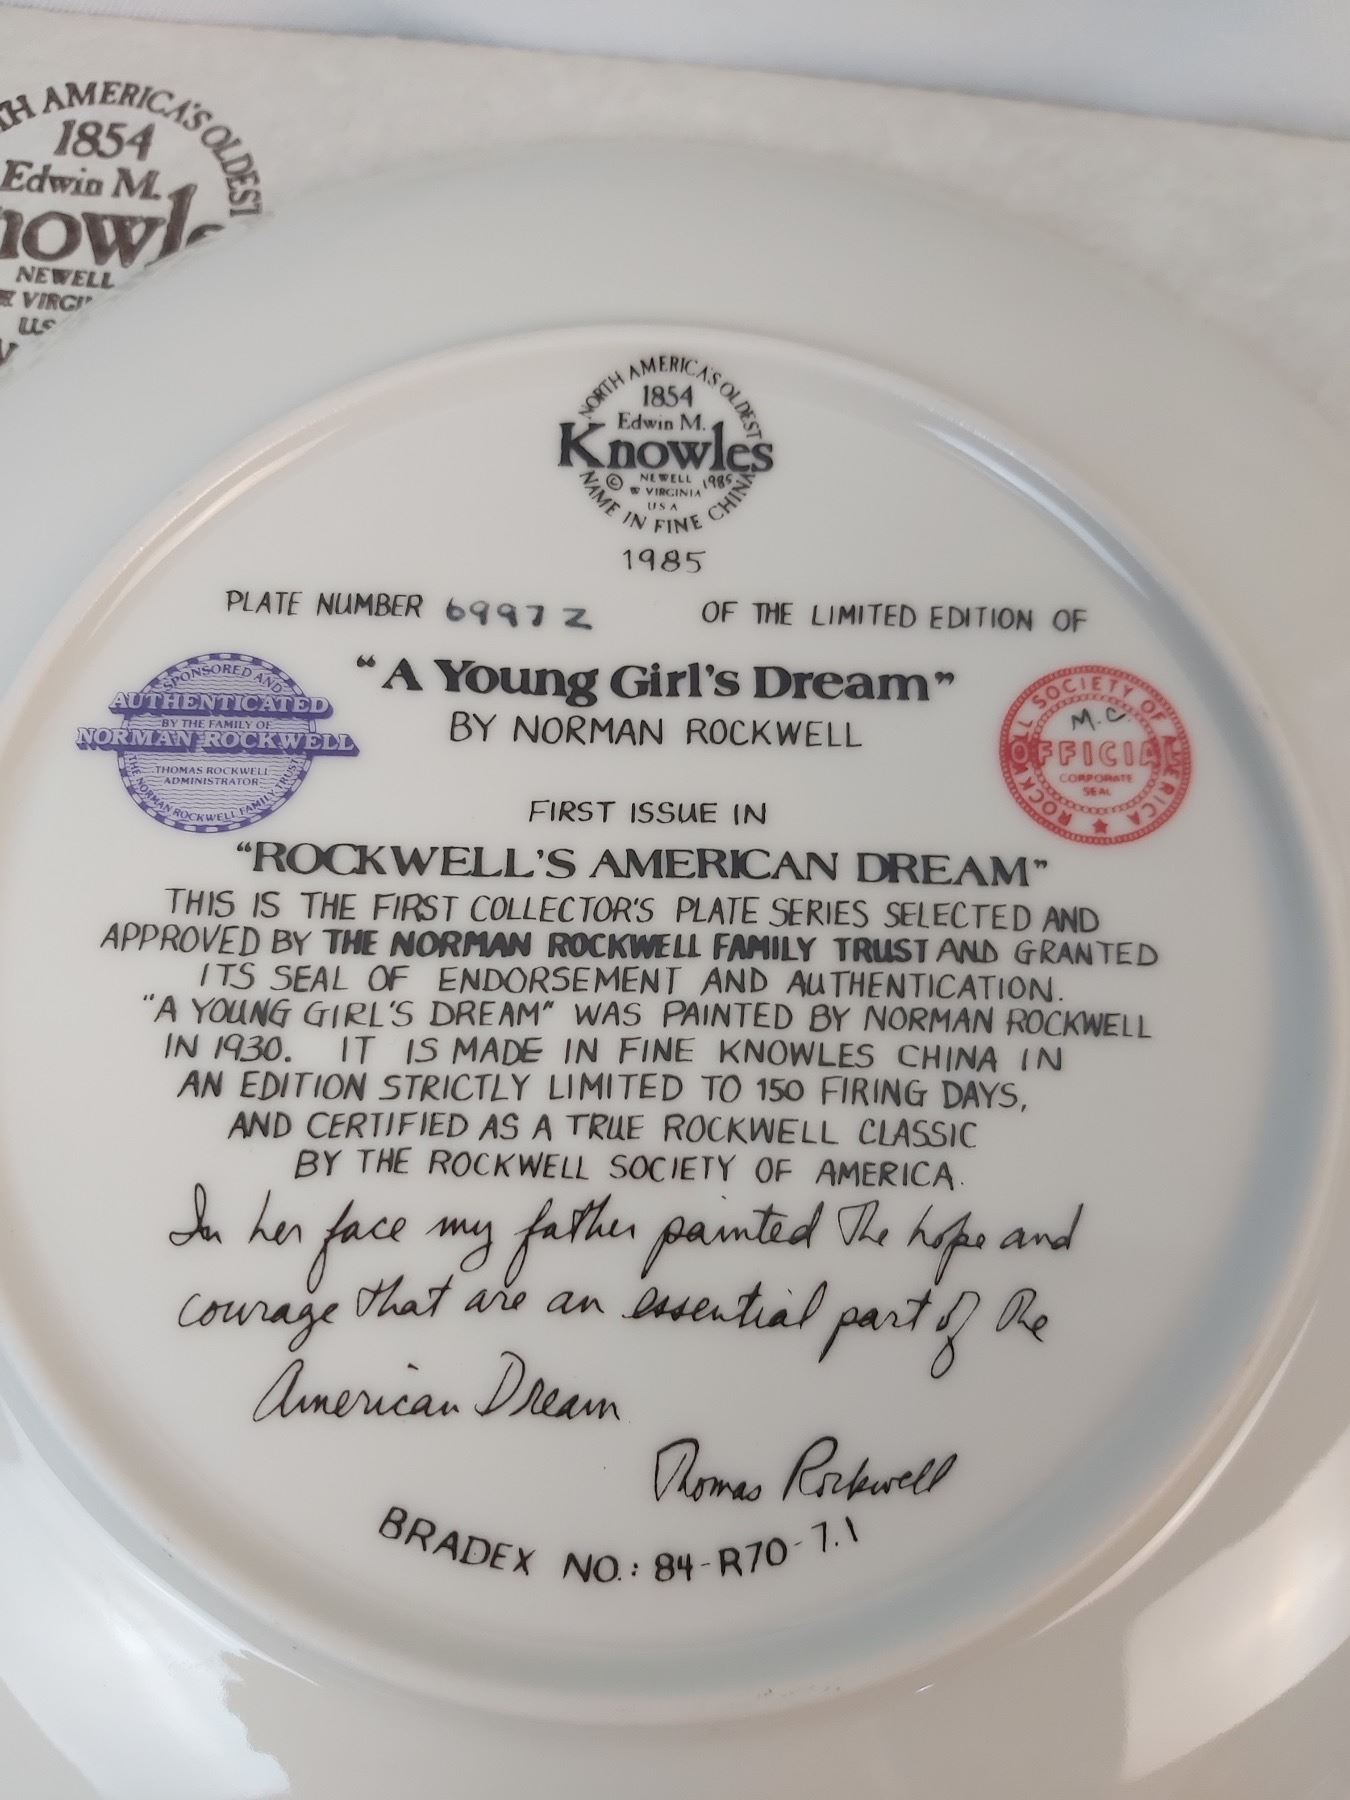 TH AMERICA'S OLDEST
1854
Edwin M.
nowle
NEWELL
VIRGI
US
NORTH AMERICA'S OLDEST
1854
Edwin M.
Knowles
© NEWELL 1985
W VIRGINIA
USA
NAME IN FINE CHINA
1985
PLATE NUMBER 69972 OF THE LIMITED EDITION OF
"A Young Girl's Dream"
BY NORMAN ROCKWELL
SPONSORED AND
AUTHENTICATED
BY THE FAMILY OF
NORMAN ROCKWELL
THOMAS ROCKWELL
ADMINISTRATOR
THE NORMAN ROCKWELL FAMILY TRUST
ROCKWELL SOCIETY OF AMERICA
M.C.
OFFICIAL
CORPORATE
SEAL
FIRST ISSUE IN
"ROCKWELL'S AMERICAN DREAM"
THIS IS THE FIRST COLLECTOR'S PLATE SERIES SELECTED AND
APPROVED BY THE NORMAN ROCKWELL FAMILY TRUST AND GRANTED
ITS SEAL OF ENDORSEMENT AND AUTHENTICATION.
"A YOUNG GIRL'S DREAM" WAS PAINTED BY NORMAN ROCKWELL
IN 1930. IT IS MADE IN FINE KNOWLES CHINA IN
AN EDITION STRICTLY LIMITED TO 150 FIRING DAYS,
AND CERTIFIED AS A TRUE ROCKWELL CLASSIC
BY THE ROCKWELL SOCIETY OF AMERICA.
In her face my father painted the hope and
courage that are an essential part of the
American Dream
Thomas Rockwell
BRADEX NO.: 84-R70-7.1